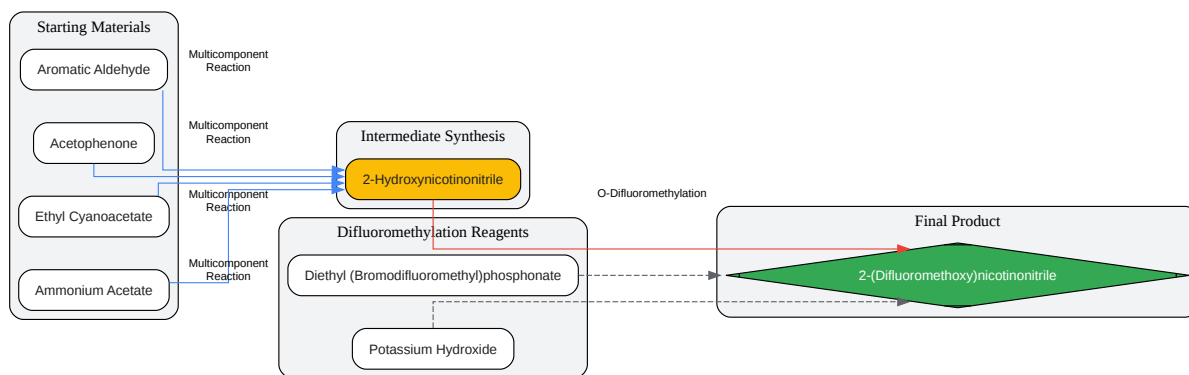 Starting Materials
Aromatic Aldehyde
Acetophenone
Ethyl Cyanoacetate
Ammonium Acetate
Multicomponent
Reaction
Multicomponent
Reaction
Multicomponent
Reaction
Multicomponent
Reaction
Intermediate Synthesis
2-Hydroxynicotinonitrile
Difluoromethylation Reagents
Diethyl (Bromodifluoromethyl)phosphonate
Potassium Hydroxide
O-Difluoromethylation
Final Product
2-(Difluoromethoxy)nicotinonitrile